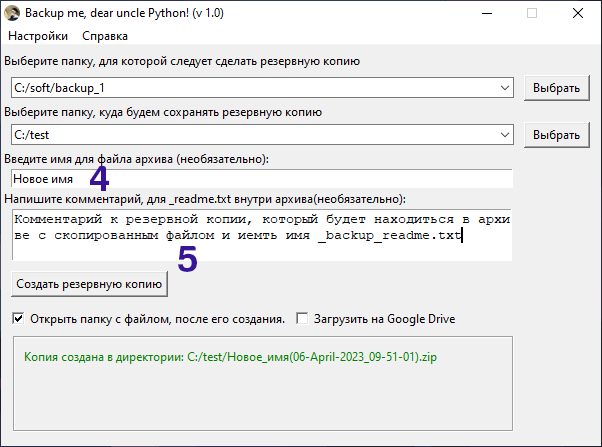 Backup me, dear uncle Python! (v 1.0)
Настройки Справка
Выберите папку, для которой следует сделать резервную копию
C:/soft/backup_1 Выбрать
Выберите папку, куда будем сохранять резервную копию
C:/test Выбрать
Введите имя для файла архива (необязательно):
Новое имя 4
Напишите комментарий, для _readme.txt внутри архива(необязательно):
Комментарий к резервной копии, который будет находиться в архи
ве с скопированным файлом и иемть имя _backup_readme.txt
5
Создать резервную копию
Открыть папку с файлом, после его создания. Загрузить на Google Drive
Копия создана в директории: C:/test/Новое_имя(06-April-2023_09-51-01).zip